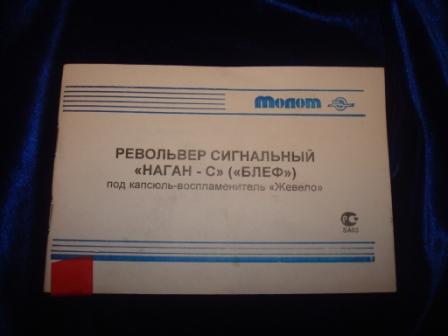 Молот
РЕВОЛЬВЕР СИГНАЛЬНЫЙ
«НАГАН - С» («БЛЕФ»)
под капсюль-воспламенитель «Жевело»